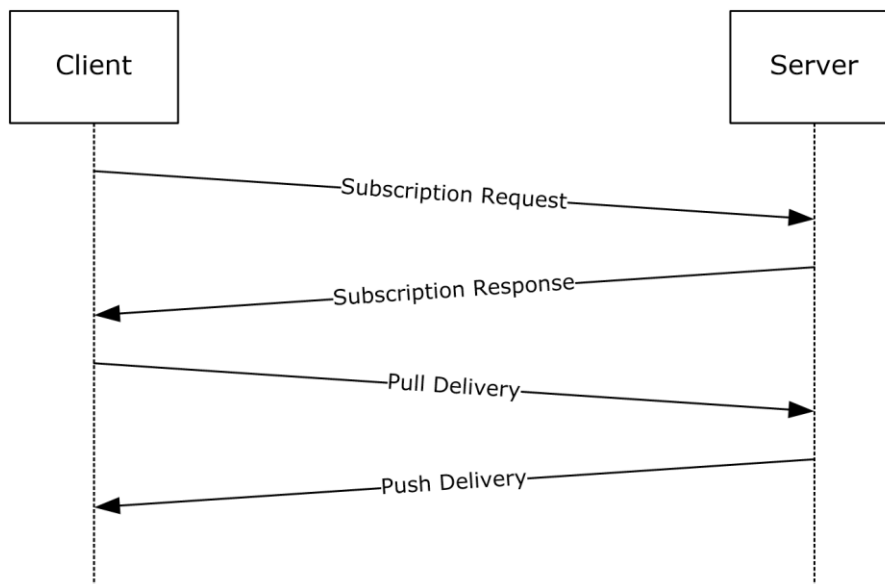 Client
Server
Subscription Request
Subscription Response
Pull Delivery
Push Delivery